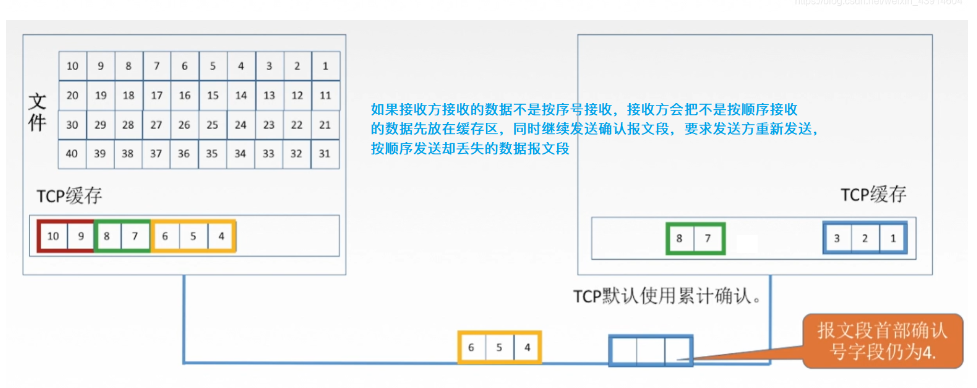 10 9 8 7 6 5 4 3 2 1
20 19 18 17 16 15 14 13 12 11
30 29 28 27 26 25 24 23 22 21
40 39 38 37 36 35 34 33 32 31
文件
如果接收方接收的数据不是按序号接收，接收方会把不是按顺序接收
的数据先放在缓存区，同时继续发送确认报文段，要求发送方重新发送，
按顺序发送却丢失的数据报文段
TCP缓存
10 9 8 7 6 5 4
TCP缓存
8 7
3 2 1
TCP默认使用累计确认。
6 5 4
报文段首部确认
号字段仍为4.